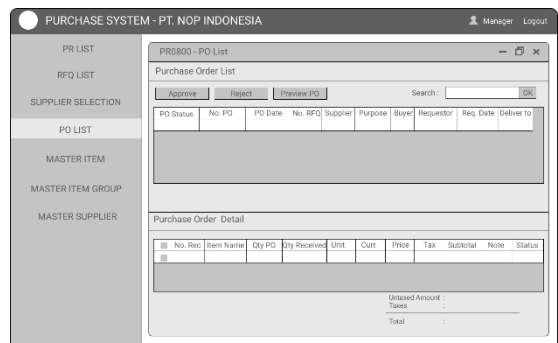 PURCHASE SYSTEM - PT. NOP INDONESIA
Manager Logout
PR LIST
RFQ LIST
SUPPLIER SELECTION
PO LIST
MASTER ITEM
MASTER ITEM GROUP
MASTER SUPPLIER
PR0800 - PO List
Purchase Order List
Approve Reject Preview PO Search : OK
PO Status No. PO PO Date No. RFQ Supplier Purpose Buyer Requestor Req. Date Deliver to
Purchase Order Detail
No. Rec Item Name Qty PO Qty Received Unit Curr. Price Tax Subtotal Note Status
Untaxed Amount :
Taxes :
Total :